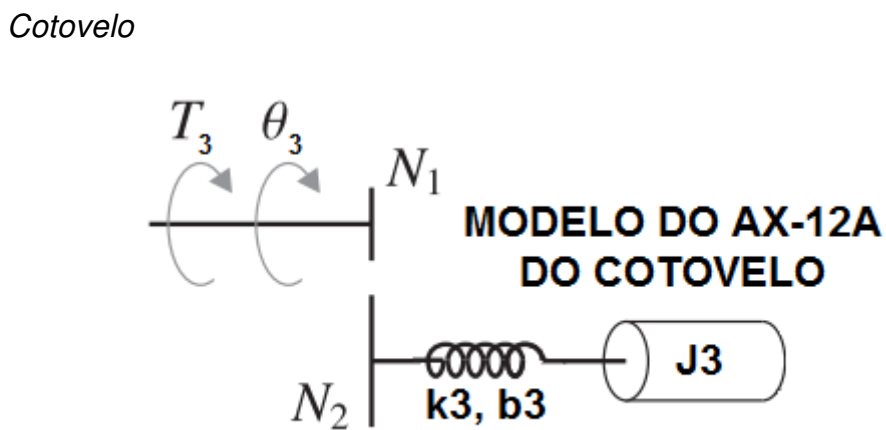 Cotovelo
T₃ θ₃
N₁
MODELO DO AX-12A
DO COTOVELO
J3
k3, b3
N₂